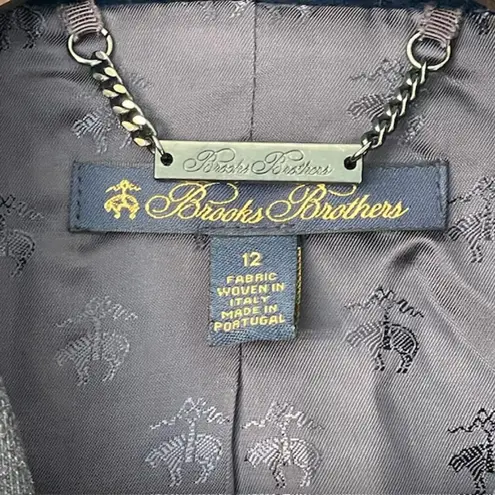 Brooks Brothers
Brooks Brothers
12
FABRIC
WOVEN IN
ITALY
MADE IN
PORTUGAL